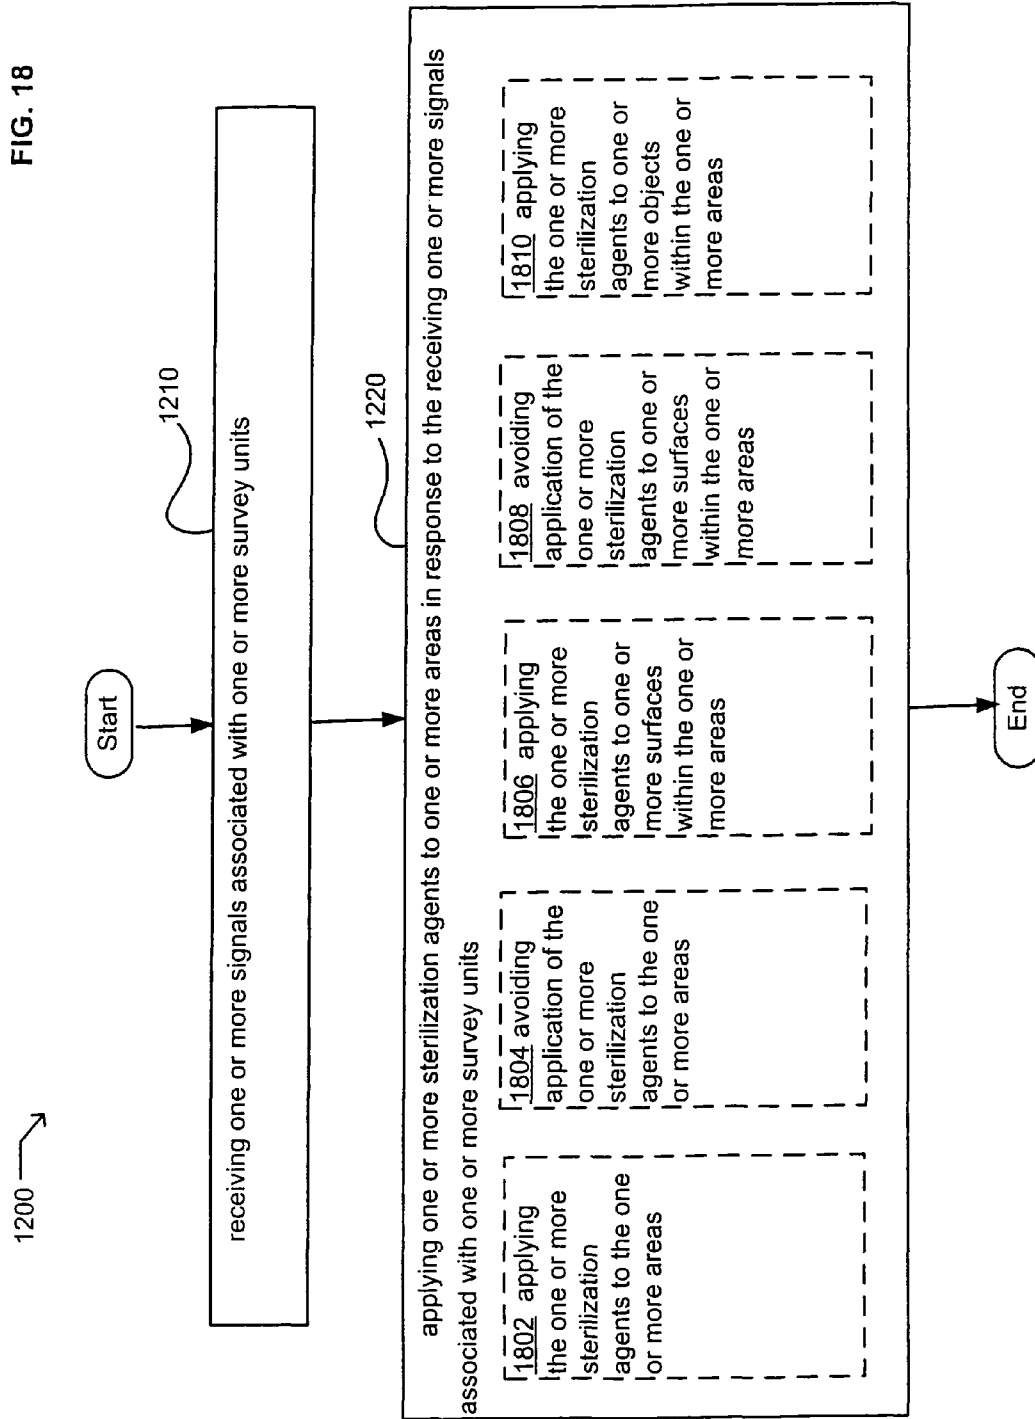 FIG. 18
1200
Start
1210
receiving one or more signals associated with one or more survey units
1220
applying one or more sterilization agents to one or more areas in response to the receiving one or more signals
associated with one or more survey units
1802 applying
the one or more
sterilization
agents to the one
or more areas
1804 avoiding
application of the
one or more
sterilization
agents to the one
or more areas
1806 applying
the one or more
sterilization
agents to one or
more surfaces
within the one or
more areas
1808 avoiding
application of the
one or more
sterilization
agents to one or
more surfaces
within the one or
more areas
1810 applying
the one or more
sterilization
agents to one or
more objects
within the one or
more areas
End